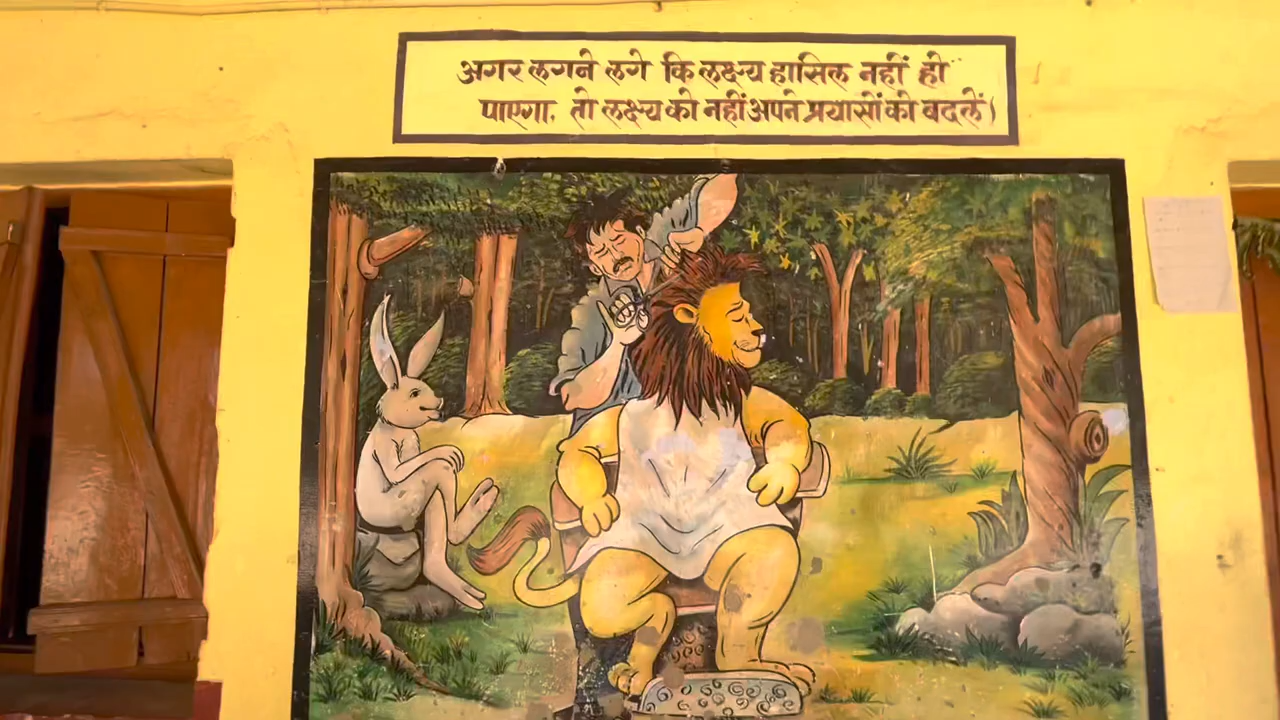 अगर लगने लगे कि लक्ष्य हासिल नहीं हो
पाएगा, तो लक्ष्य को नहीं अपने प्रयासों को बदलें।